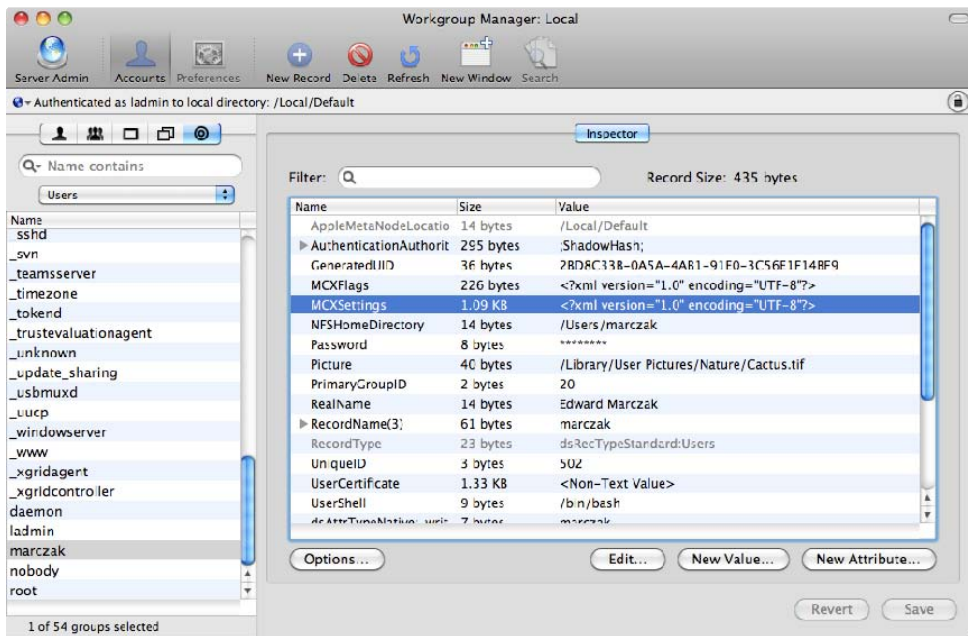 Workgroup Manager: Local
Server Admin Accounts Preferences New Record Delete Refresh New Window Search
Authenticated as ladmin to local directory: /Local/Default
Inspector
Name contains
Filter: Record Size: 435 bytes
Users
Name Size Value
Name
AppleMetaNodeLocatio 14 bytes /Local/Default
sshd
AuthenticationAuthorit 295 bytes ;ShadowHash;
_svn
GeneratedUID 36 bytes 2BD8C33B-0A5A-4AB1-91F0-3C56F1F14BF9
_teamsserver
MCXFlags 226 bytes <?xml version="1.0" encoding="UTF-8"?>
_timezone
MCXSettings 1.09 KB <?xml version="1.0" encoding="UTF-8"?>
_tokend
NFSHomeDirectory 14 bytes /Users/marczak
_trustevaluationagent
Password 8 bytes ********
_unknown
Picture 40 bytes /Library/User Pictures/Nature/Cactus.tif
_update_sharing
PrimaryGroupID 2 bytes 20
_usbmuxd
RealName 14 bytes Edward Marczak
_uucp
RecordName(3) 61 bytes marczak
_windowserver
RecordType 23 bytes dsRecTypeStandard:Users
_www
UniqueID 3 bytes 502
_xgridagent
UserCertificate 1.33 KB <Non-Text Value>
_xgridcontroller
UserShell 9 bytes /bin/bash
daemon
dsAttrTypeNative:_writ 7 bytes marczak
ladmin
marczak
Options... Edit... New Value... New Attribute...
nobody
root
Revert Save
1 of 54 groups selected